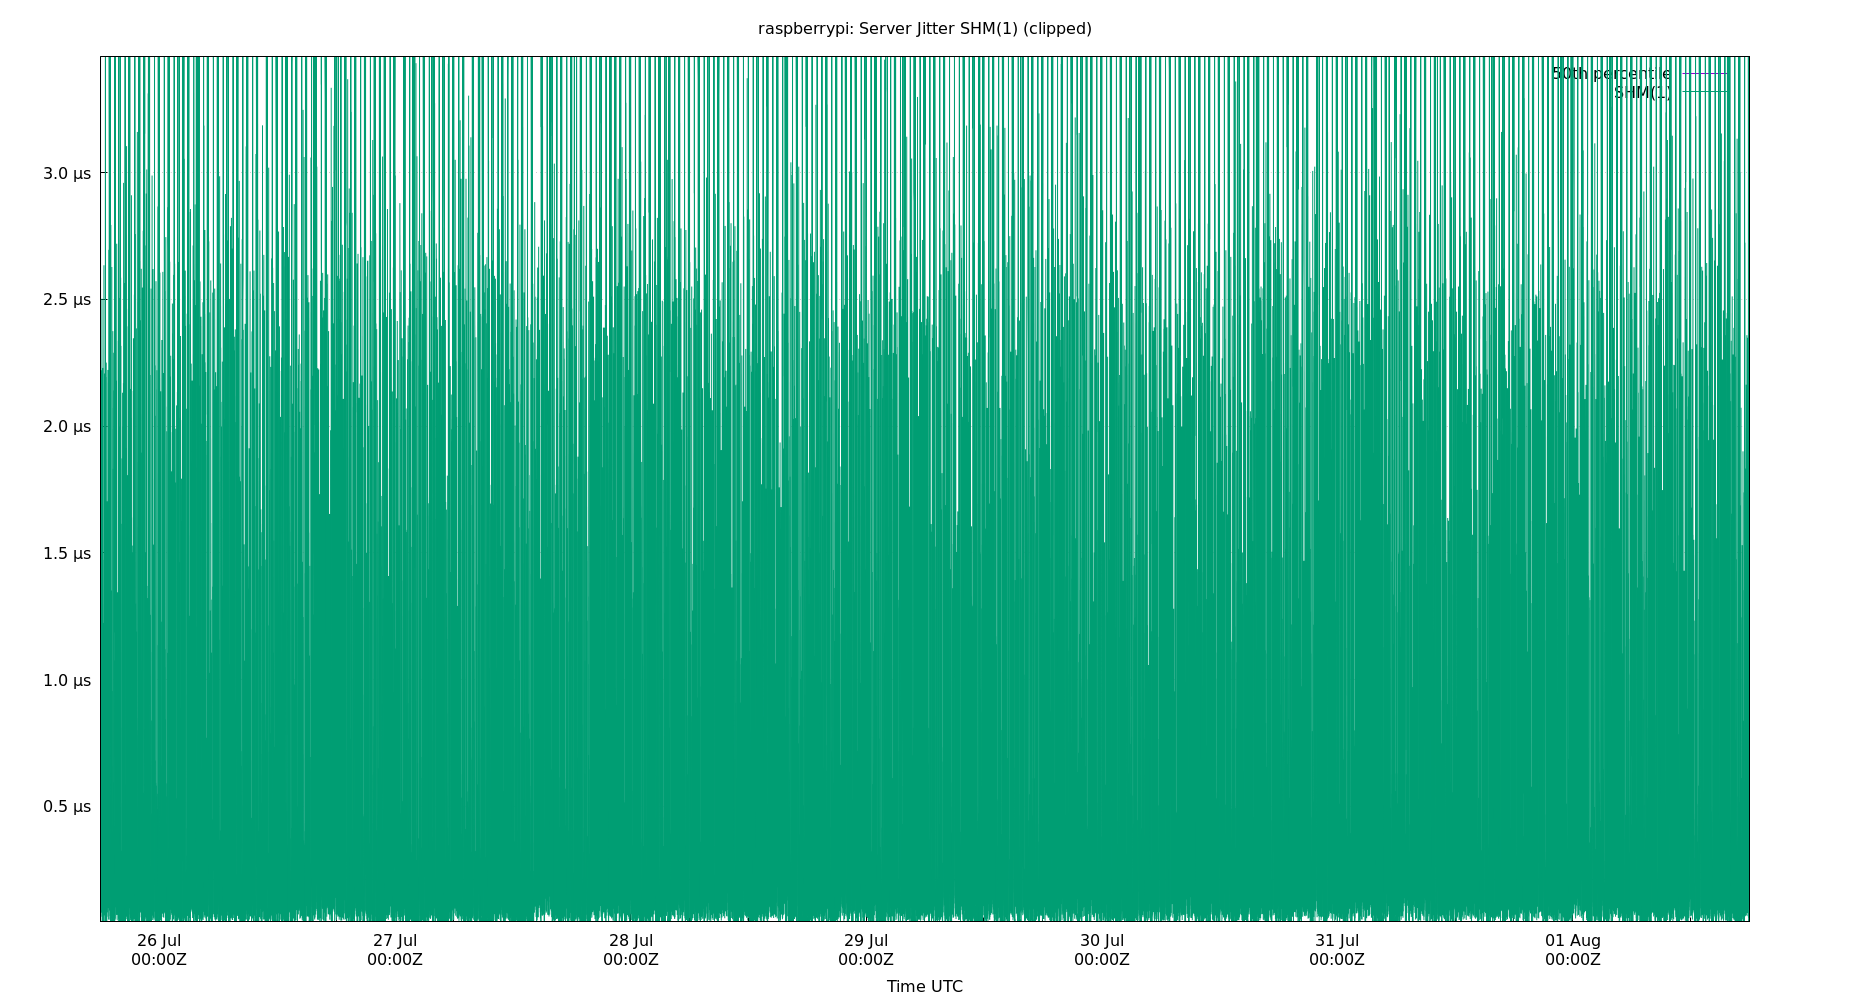 raspberrypi: Server Jitter SHM(1) (clipped)
50th percentile
SHM(1)
3.0 µs
2.5 µs
2.0 µs
1.5 µs
1.0 µs
0.5 µs
26 Jul 27 Jul 28 Jul 29 Jul 30 Jul 31 Jul 01 Aug
00:00Z 00:00Z 00:00Z 00:00Z 00:00Z 00:00Z 00:00Z
Time UTC